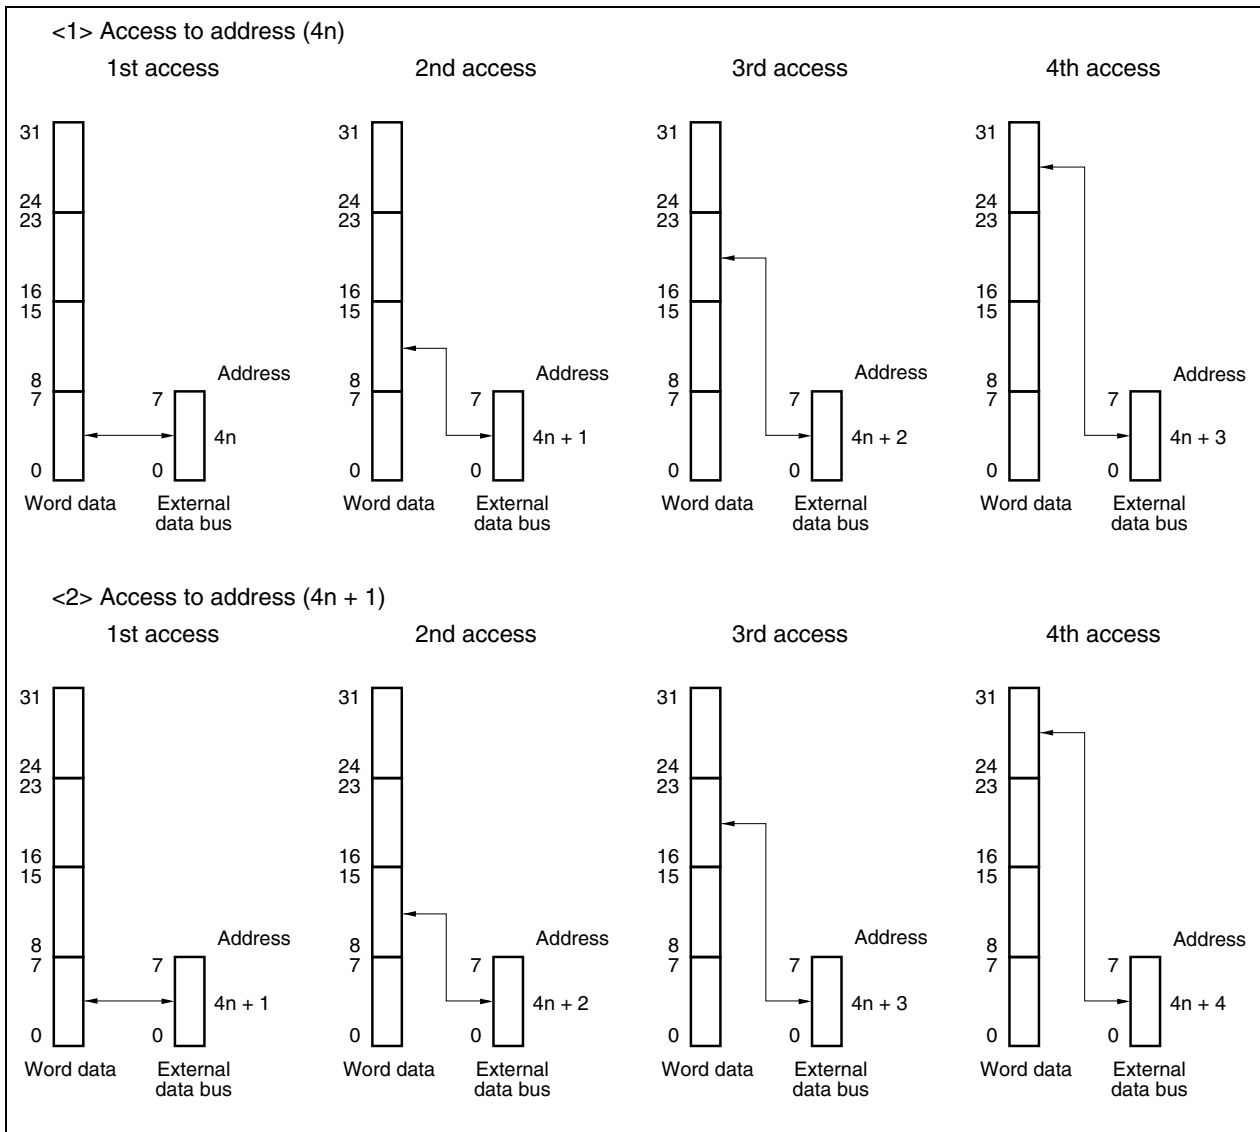 <1> Access to address (4n)
1st access 2nd access 3rd access 4th access
31 31 31 31
24 24 24 24
23 23 23 23
16 16 16 16
15 15 15 15
Address Address Address Address
8 8 8 8
7 7 7 7 7 7 7 7
4n 4n + 1 4n + 2 4n + 3
0 0 0 0 0 0 0 0
Word data External Word data External Word data External Word data External
data bus data bus data bus data bus
<2> Access to address (4n + 1)
1st access 2nd access 3rd access 4th access
31 31 31 31
24 24 24 24
23 23 23 23
16 16 16 16
15 15 15 15
Address Address Address Address
8 8 8 8
7 7 7 7 7 7 7 7
4n + 1 4n + 2 4n + 3 4n + 4
0 0 0 0 0 0 0 0
Word data External Word data External Word data External Word data External
data bus data bus data bus data bus